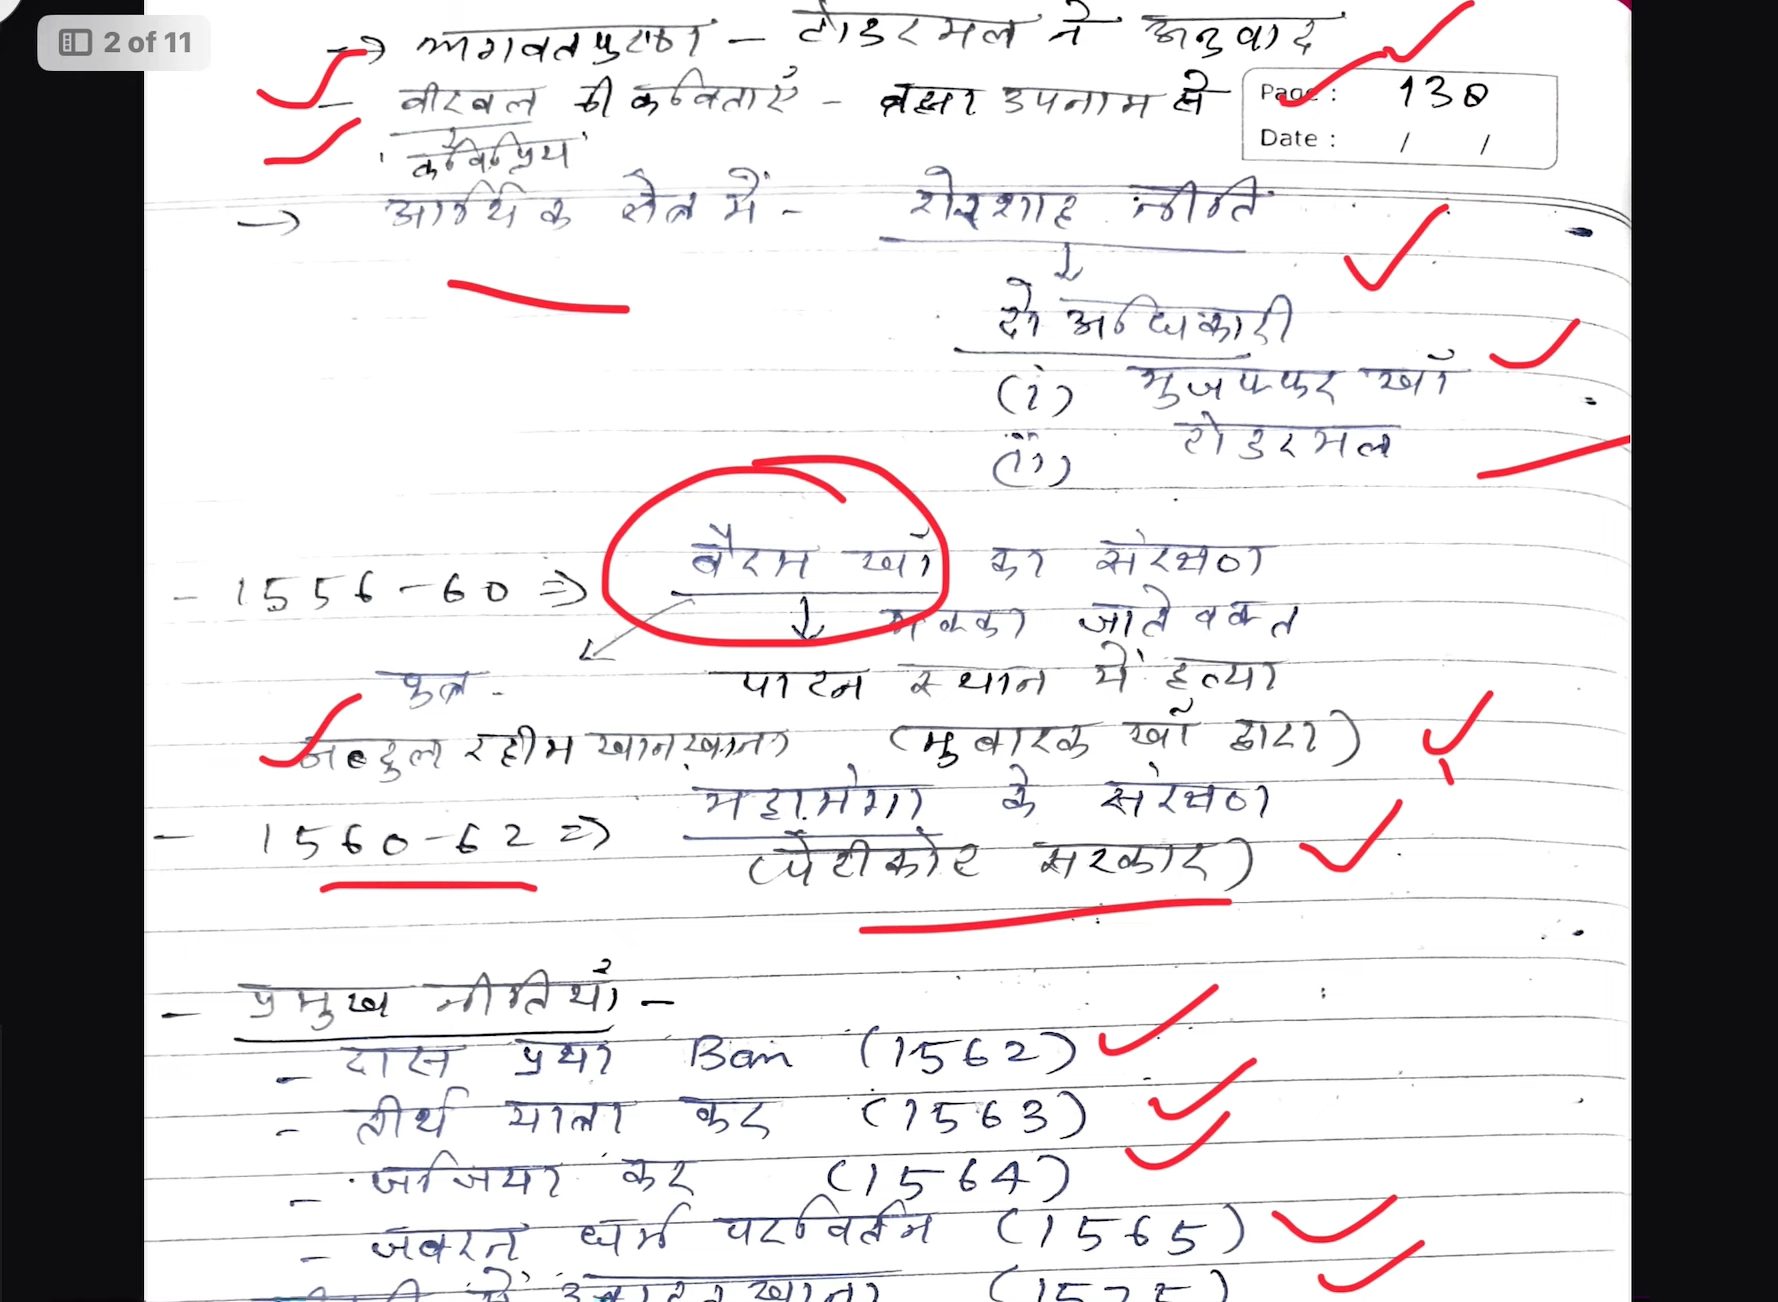 2 of 11
→ भागवतपुराण – टोडरमल ने अनुवाद
– बीरबल की कविताएँ – ब्रह्म उपनाम से
Page : 130
Date : / /
कविप्रिय
→ आर्थिक क्षेत्र में – शेरशाह नीति
↓
दो अधिकारी
(i) मुजफ्फर खाँ
(ii) टोडरमल
– 1556–60 ⇒ बैरम खाँ का संरक्षण
↓ मक्का जाते वक्त
पुत्र – पाटन स्थान में हत्या
अब्दुल रहीम खानखाना (मुबारक खाँ द्वारा)
– 1560–62 ⇒ महामंगा के संरक्षण
(पेटीकोट सरकार)
– प्रमुख नीतियाँ –
– दास प्रथा Ban (1562)
– तीर्थ यात्रा कर (1563)
– जजिया कर (1564)
– जबरन धर्म परिवर्तन (1565)